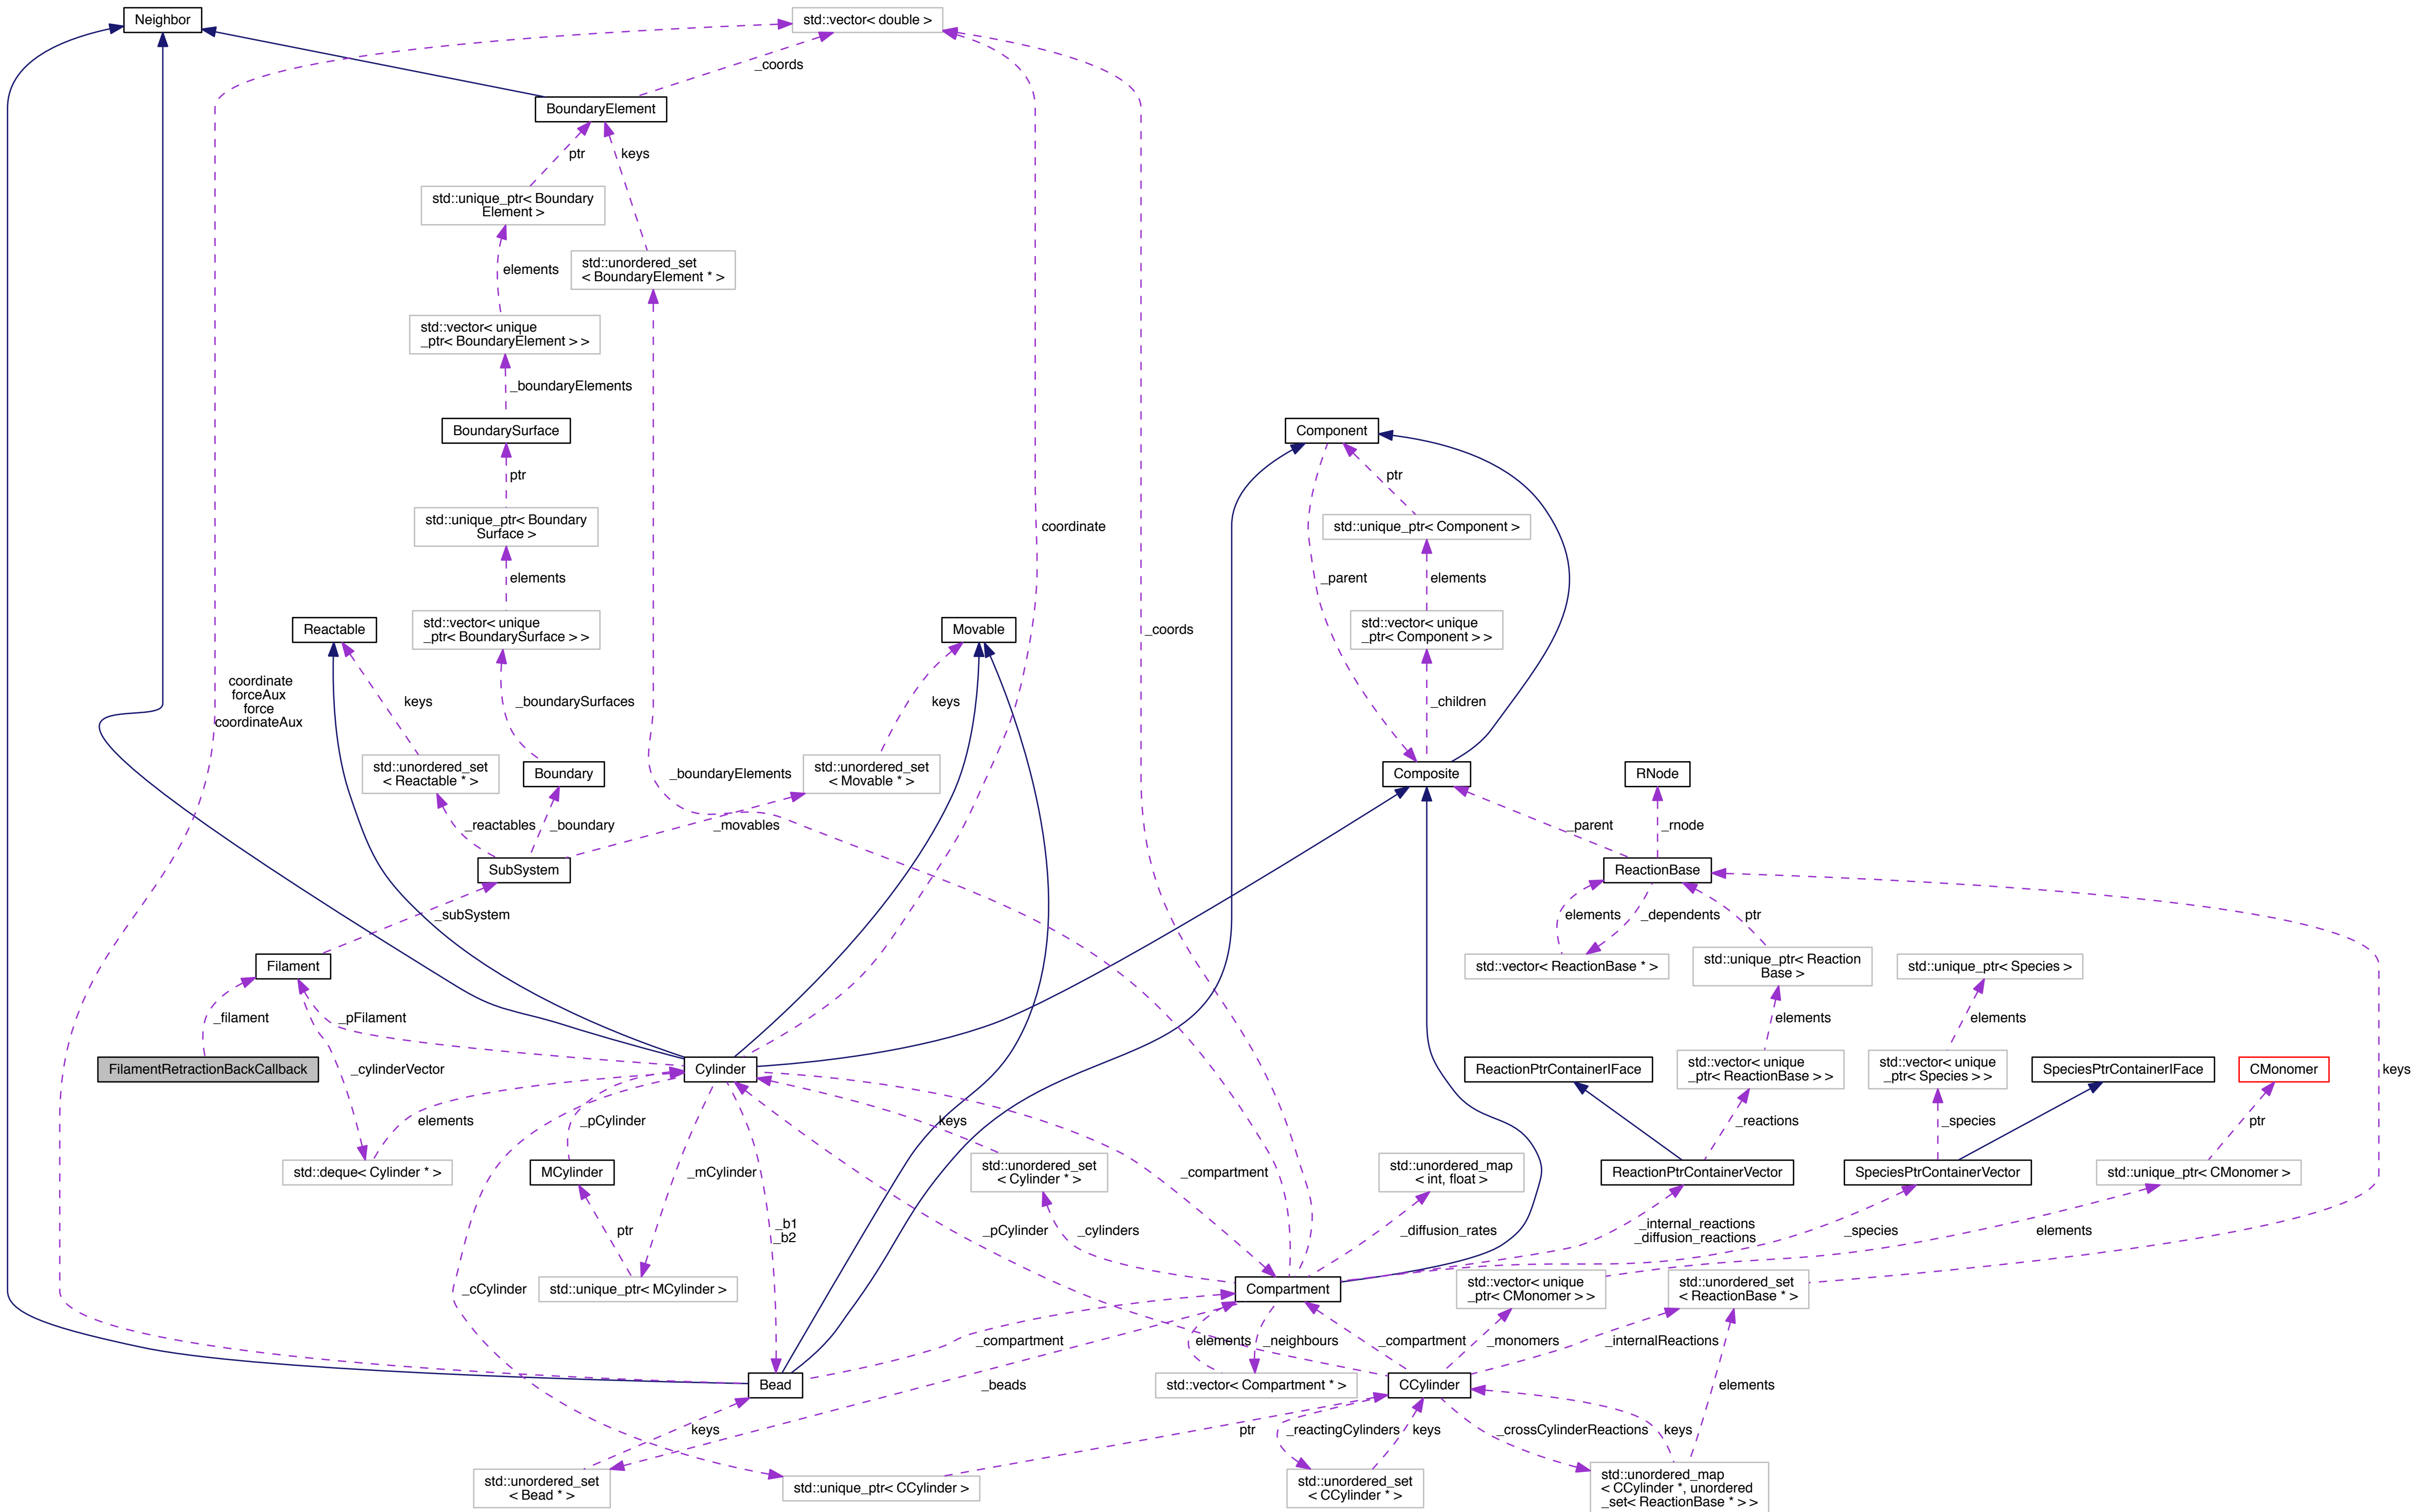 Neighbor
std::vector< double >
_coords
BoundaryElement
ptr
keys
std::unique_ptr< Boundary
Element >
std::unordered_set
< BoundaryElement * >
elements
std::vector< unique
_ptr< BoundaryElement > >
_boundaryElements
BoundarySurface
Component
ptr
ptr
std::unique_ptr< Boundary
Surface >
coordinate
std::unique_ptr< Component >
elements
_parent
elements
Reactable
std::vector< unique
_ptr< BoundarySurface > >
Movable
_coords
std::vector< unique
_ptr< Component > >
coordinate
forceAux
force
coordinateAux
keys
_boundarySurfaces
keys
_children
std::unordered_set
< Reactable * >
Boundary
_boundaryElements
std::unordered_set
< Movable * >
Composite
RNode
_reactables
_boundary
_movables
_parent
_rnode
SubSystem
ReactionBase
_subSystem
elements
_dependents
ptr
Filament
std::vector< ReactionBase * >
std::unique_ptr< Reaction
Base >
std::unique_ptr< Species >
_filament
_pFilament
elements
elements
FilamentRetractionBackCallback
_cylinderVector
Cylinder
ReactionPtrContainerIFace
std::vector< unique
_ptr< ReactionBase > >
std::vector< unique
_ptr< Species > >
SpeciesPtrContainerIFace
CMonomer
keys
elements
_pCylinder
keys
_reactions
_species
ptr
std::deque< Cylinder * >
MCylinder
_mCylinder
std::unordered_set
< Cylinder * >
_compartment
std::unordered_map
< int, float >
ReactionPtrContainerVector
SpeciesPtrContainerVector
std::unique_ptr< CMonomer >
ptr
_b1
_b2
_pCylinder
_cylinders
_diffusion_rates
_internal_reactions
_diffusion_reactions
_species
elements
_cCylinder
std::unique_ptr< MCylinder >
Compartment
std::vector< unique
_ptr< CMonomer > >
std::unordered_set
< ReactionBase * >
_compartment
elements
_neighbours
_compartment
_monomers
_internalReactions
Bead
_beads
std::vector< Compartment * >
CCylinder
elements
keys
ptr
_reactingCylinders
keys
_crossCylinderReactions
keys
std::unordered_set
< Bead * >
std::unique_ptr< CCylinder >
std::unordered_set
< CCylinder * >
std::unordered_map
< CCylinder *, unordered
_set< ReactionBase * > >